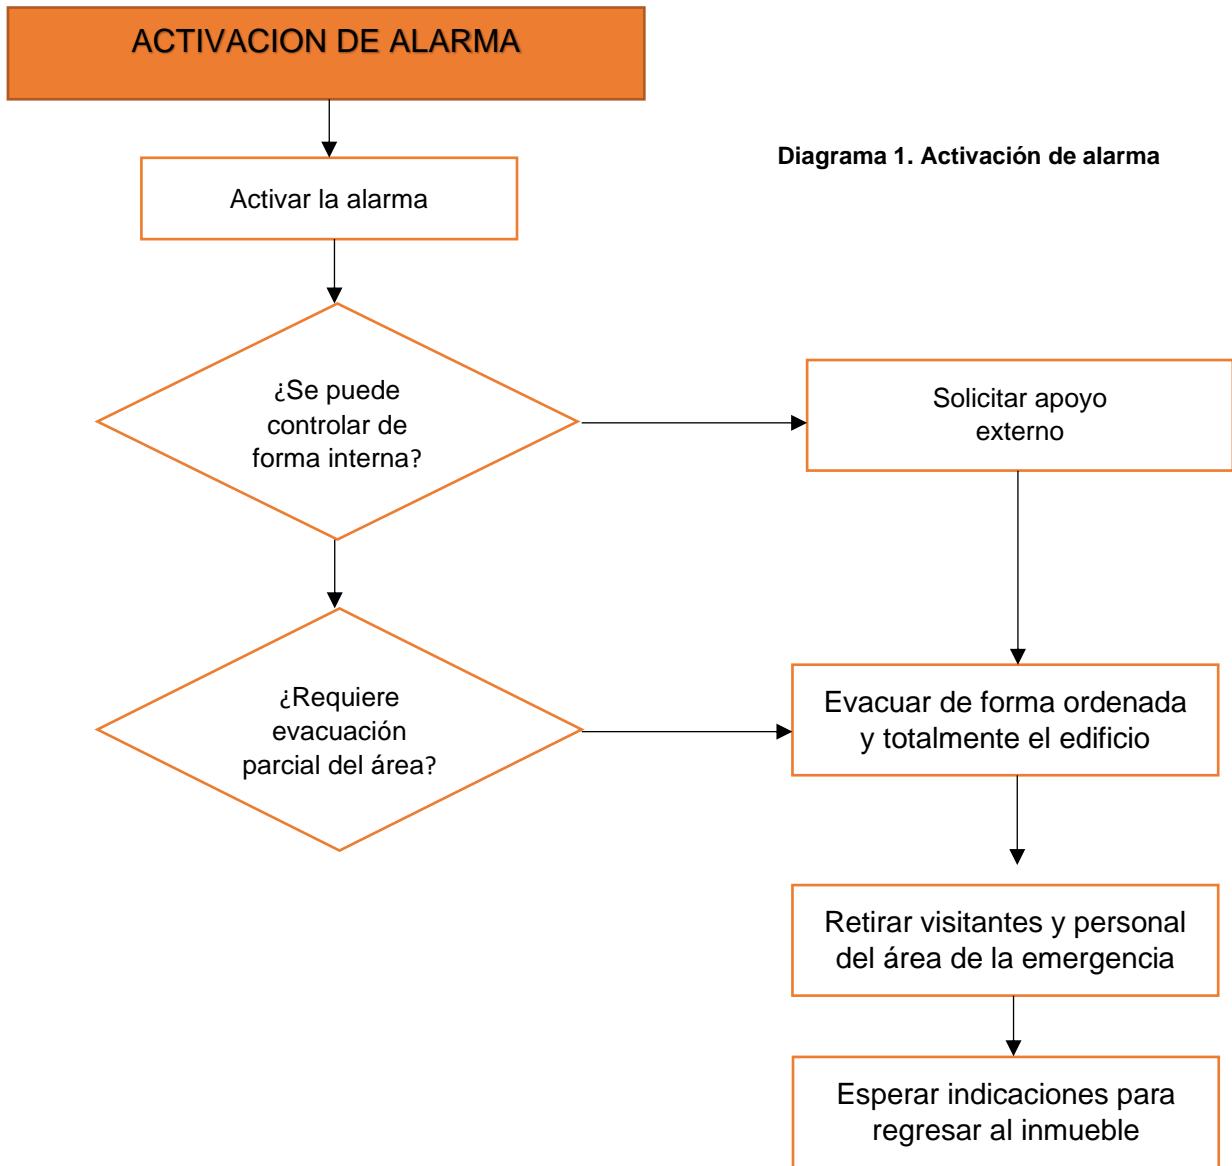 ACTIVACION DE ALARMA
Diagrama 1. Activación de alarma
Activar la alarma
¿Se puede
controlar de
forma interna?
Solicitar apoyo
externo
¿Requiere
evacuación
parcial del área?
Evacuar de forma ordenada
y totalmente el edificio
Retirar visitantes y personal
del área de la emergencia
Esperar indicaciones para
regresar al inmueble